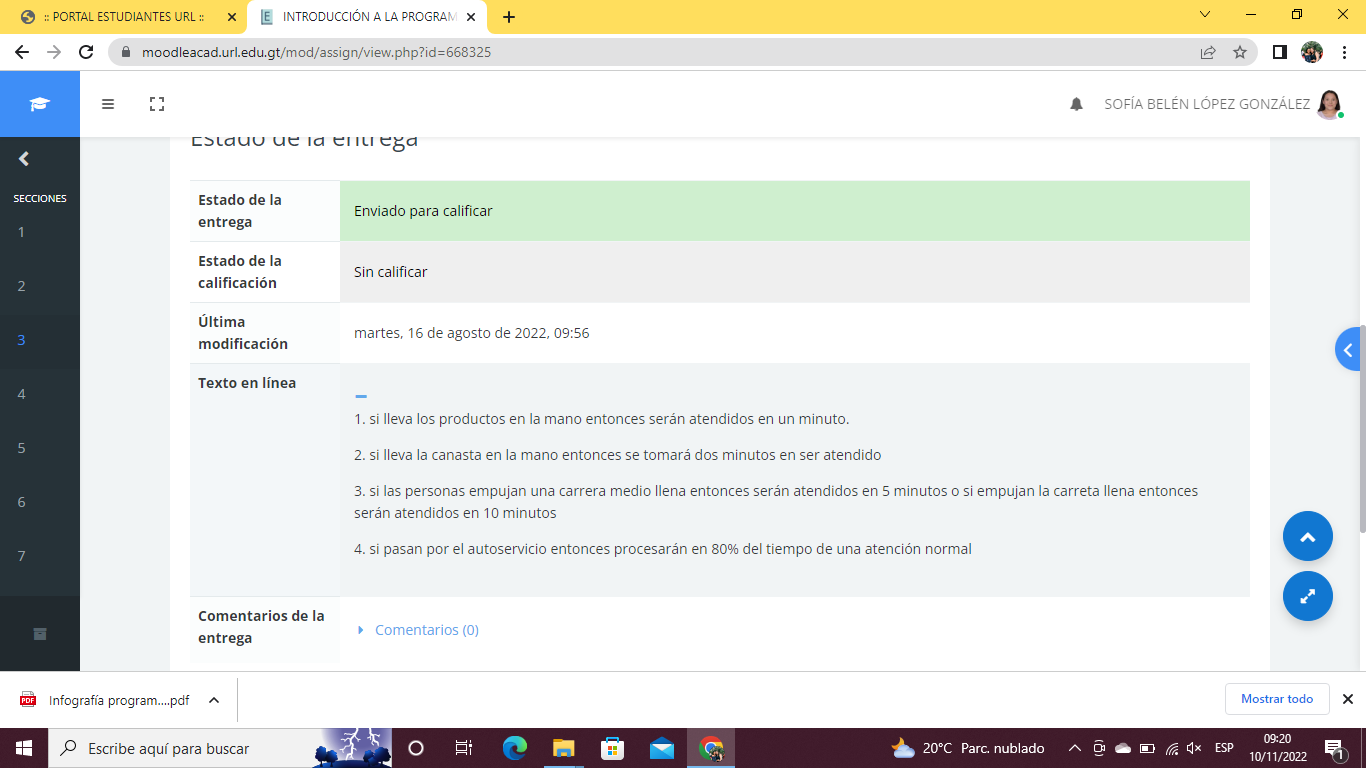 :: PORTAL ESTUDIANTES URL ::
INTRODUCCIÓN A LA PROGRAM
moodleacad.url.edu.gt/mod/assign/view.php?id=668325
SOFÍA BELÉN LÓPEZ GONZÁLEZ
Estado de la entrega
SECCIONES
1
2
3
4
5
6
7
Estado de la
entrega
Enviado para calificar
Estado de la
calificación
Sin calificar
Última
modificación
martes, 16 de agosto de 2022, 09:56
Texto en línea
1. si lleva los productos en la mano entonces serán atendidos en un minuto.
2. si lleva la canasta en la mano entonces se tomará dos minutos en ser atendido
3. si las personas empujan una carrera medio llena entonces serán atendidos en 5 minutos o si empujan la carreta llena entonces
serán atendidos en 10 minutos
4. si pasan por el autoservicio entonces procesarán en 80% del tiempo de una atención normal
Comentarios de la
entrega
Comentarios (0)
PDF
Infografía program....pdf
Mostrar todo
Escribe aquí para buscar
20°C Parc. nublado
ESP
09:20
10/11/2022
1